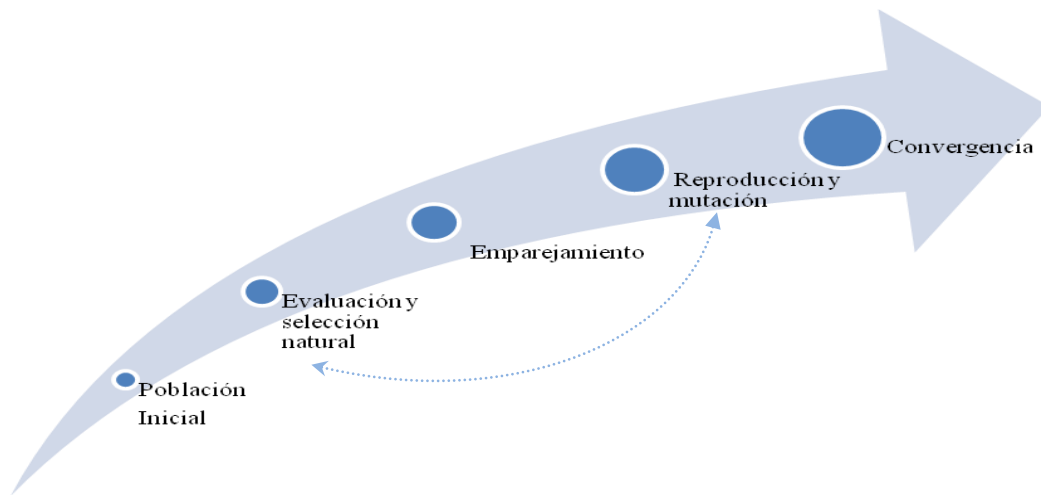 Población
Inicial
Evaluación y
selección
natural
Emparejamiento
Reproducción y
mutación
Convergencia